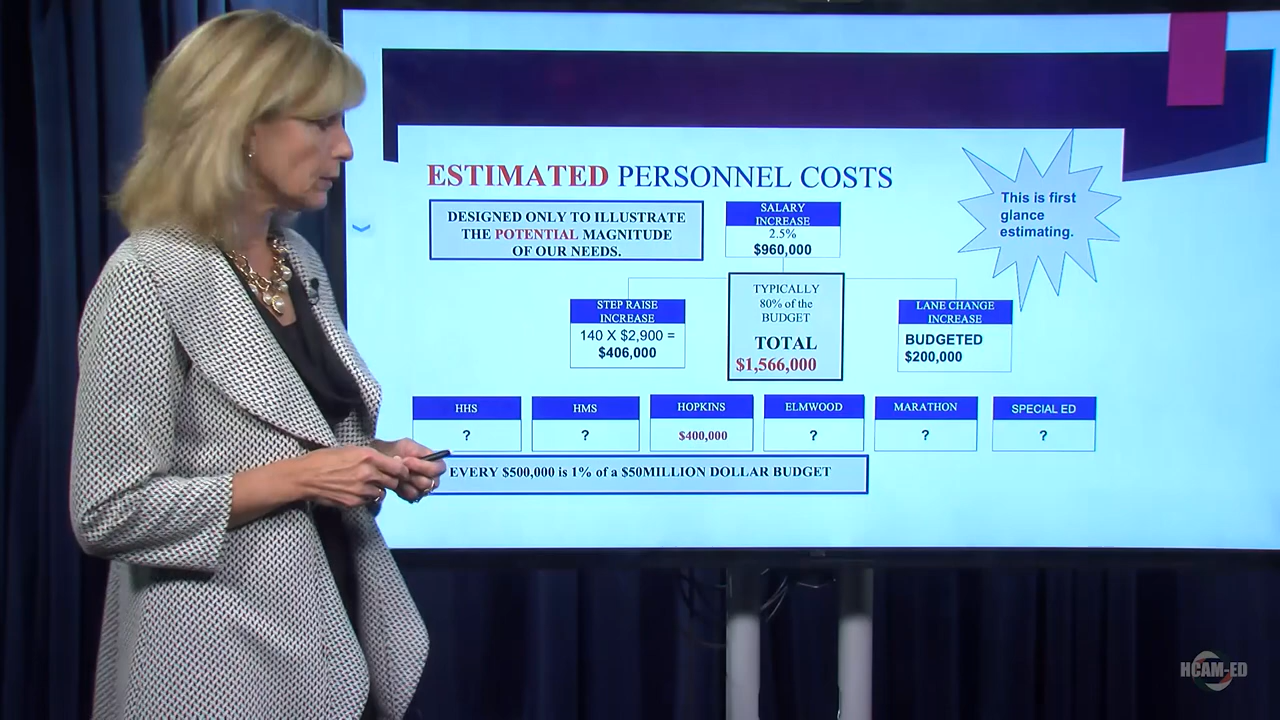 ESTIMATED PERSONNEL COSTS
This is first
glance
estimating.
DESIGNED ONLY TO ILLUSTRATE
THE POTENTIAL MAGNITUDE
OF OUR NEEDS.
SALARY
INCREASE
2.5%
$960,000
STEP RAISE
INCREASE
140 X $2,900 =
$406,000
TYPICALLY
80% of the
BUDGET
TOTAL
$1,566,000
LANE CHANGE
INCREASE
BUDGETED
$200,000
HHS
?
HMS
?
HOPKINS
$400,000
ELMWOOD
?
MARATHON
?
SPECIAL ED
?
EVERY $500,000 is 1% of a $50MILLION DOLLAR BUDGET
HCAM-ED